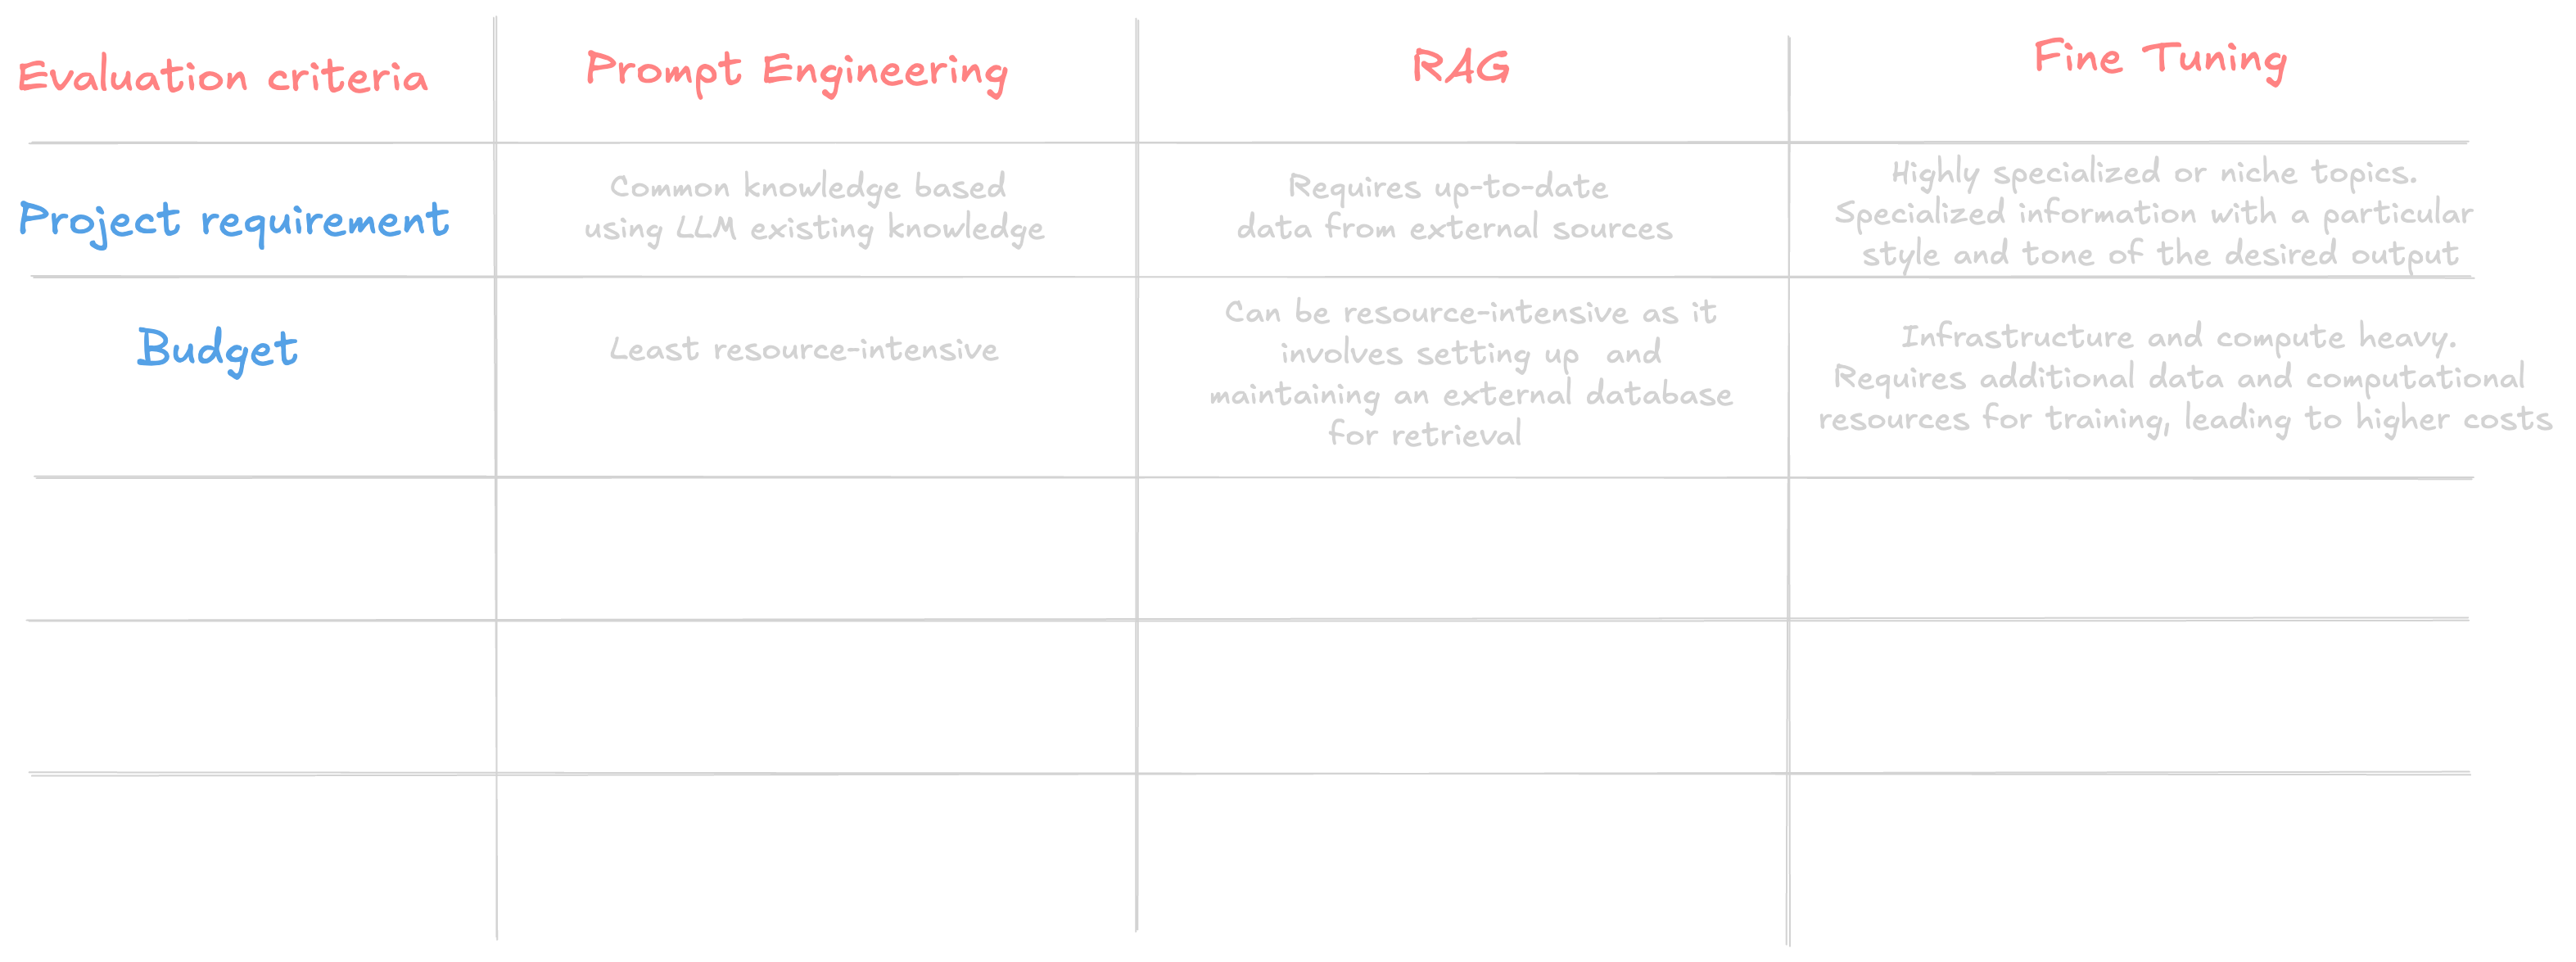 Evaluation criteria
Prompt Engineering
RAG
Fine Tuning
Project requirement
Common knowledge based
using LLM existing knowledge
Requires up-to-date
data from external sources
Highly specialized or niche topics.
Specialized information with a particular
style and tone of the desired output
Budget
Least resource-intensive
Can be resource-intensive as it
involves setting up and
maintaining an external database
for retrieval
Infrastructure and compute heavy.
Requires additional data and computational
resources for training, leading to higher costs